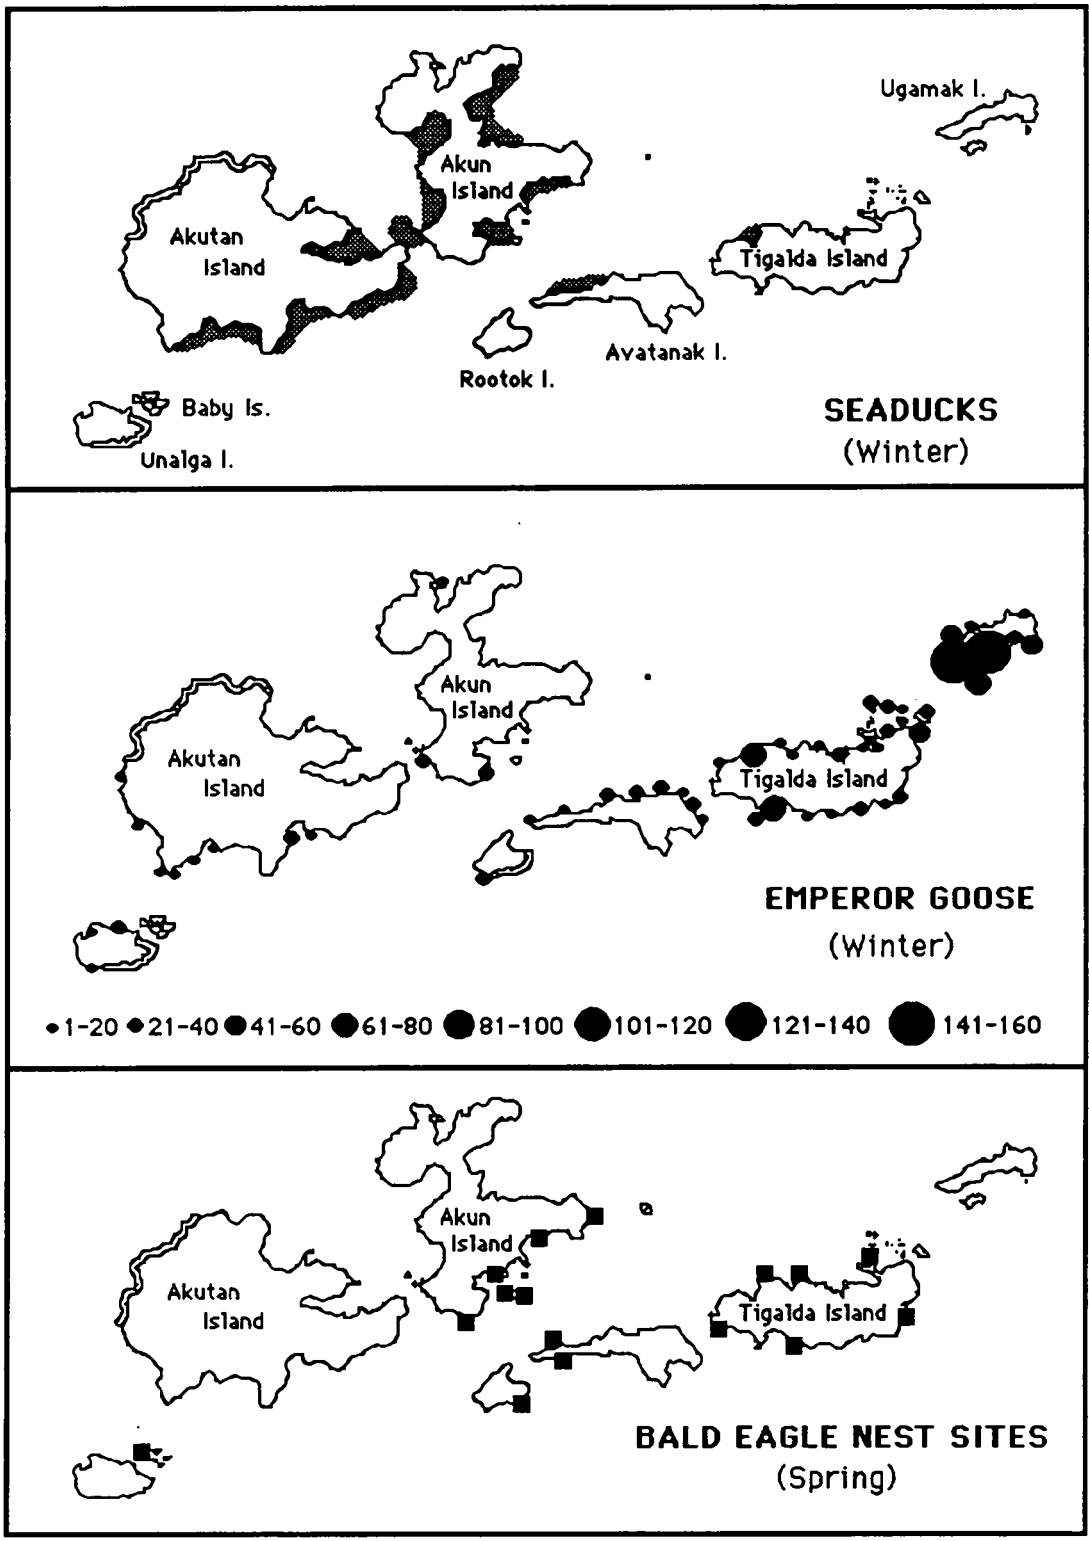 Ugamak I.
Akun
Island
Akutan
Island
Tigalda Island
Avatanak I.
Rootok I.
Baby Is.
Unalga I.
SEADUCKS
(Winter)
Akun
Island
Akutan
Island
Tigalda Island
EMPEROR GOOSE
(Winter)
1-20 21-40 41-60 61-80 81-100 101-120 121-140 141-160
Akun
Island
Akutan
Island
Tigalda Island
BALD EAGLE NEST SITES
(Spring)